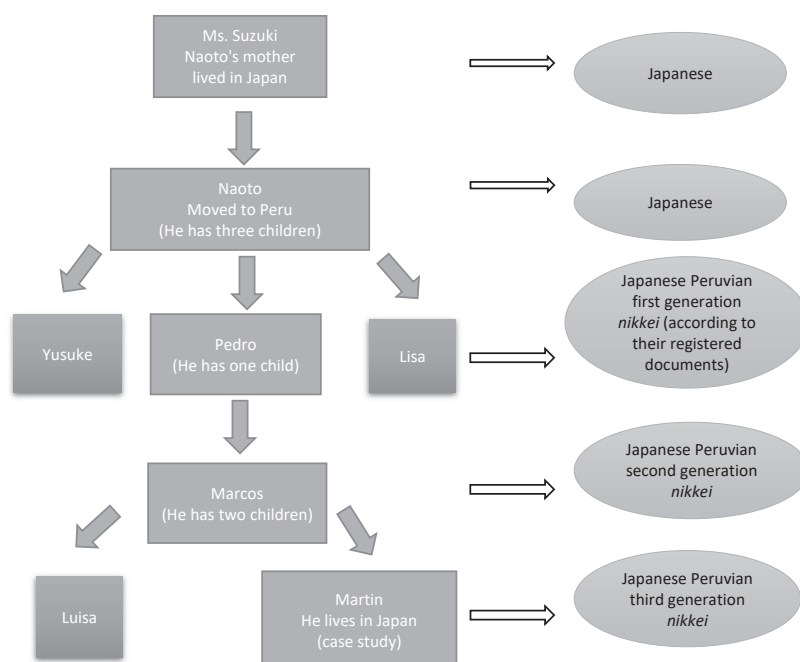 Ms. Suzuki
Naoto's mother
lived in Japan
Japanese
Naoto
Moved to Peru
(He has three children)
Japanese
Yusuke
Pedro
(He has one child)
Lisa
Japanese Peruvian
first generation
nikkei (according to
their registered
documents)
Marcos
(He has two children)
Japanese Peruvian
second generation
nikkei
Luisa
Martin
He lives in Japan
(case study)
Japanese Peruvian
third generation
nikkei